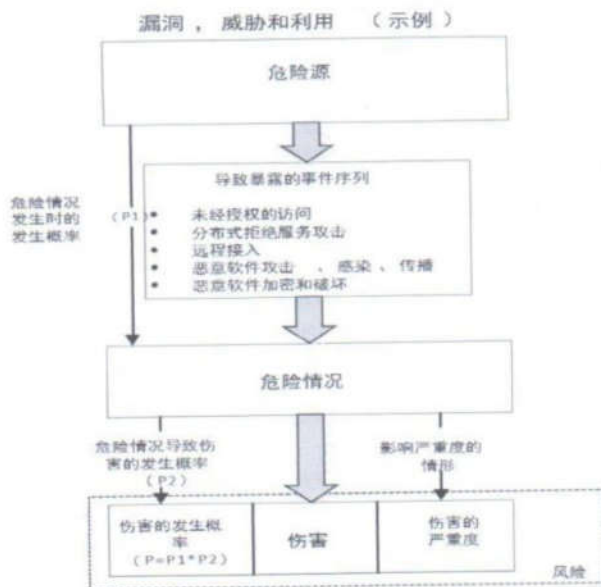 漏洞，威胁和利用 （示例）
危险源
导致暴露的事件序列
危险情况
发生时的
发生概率
（P1）
• 未经授权的访问
• 分布式拒绝服务攻击
• 远程接入
• 恶意软件攻击 、感染、传播
• 恶意软件加密和破坏
危险情况
危险情况导致伤
害的发生概率
（P2）
影响严重度的
情形
伤害的发生概
率
（P=P1*P2）
伤害
伤害的
严重度
风险